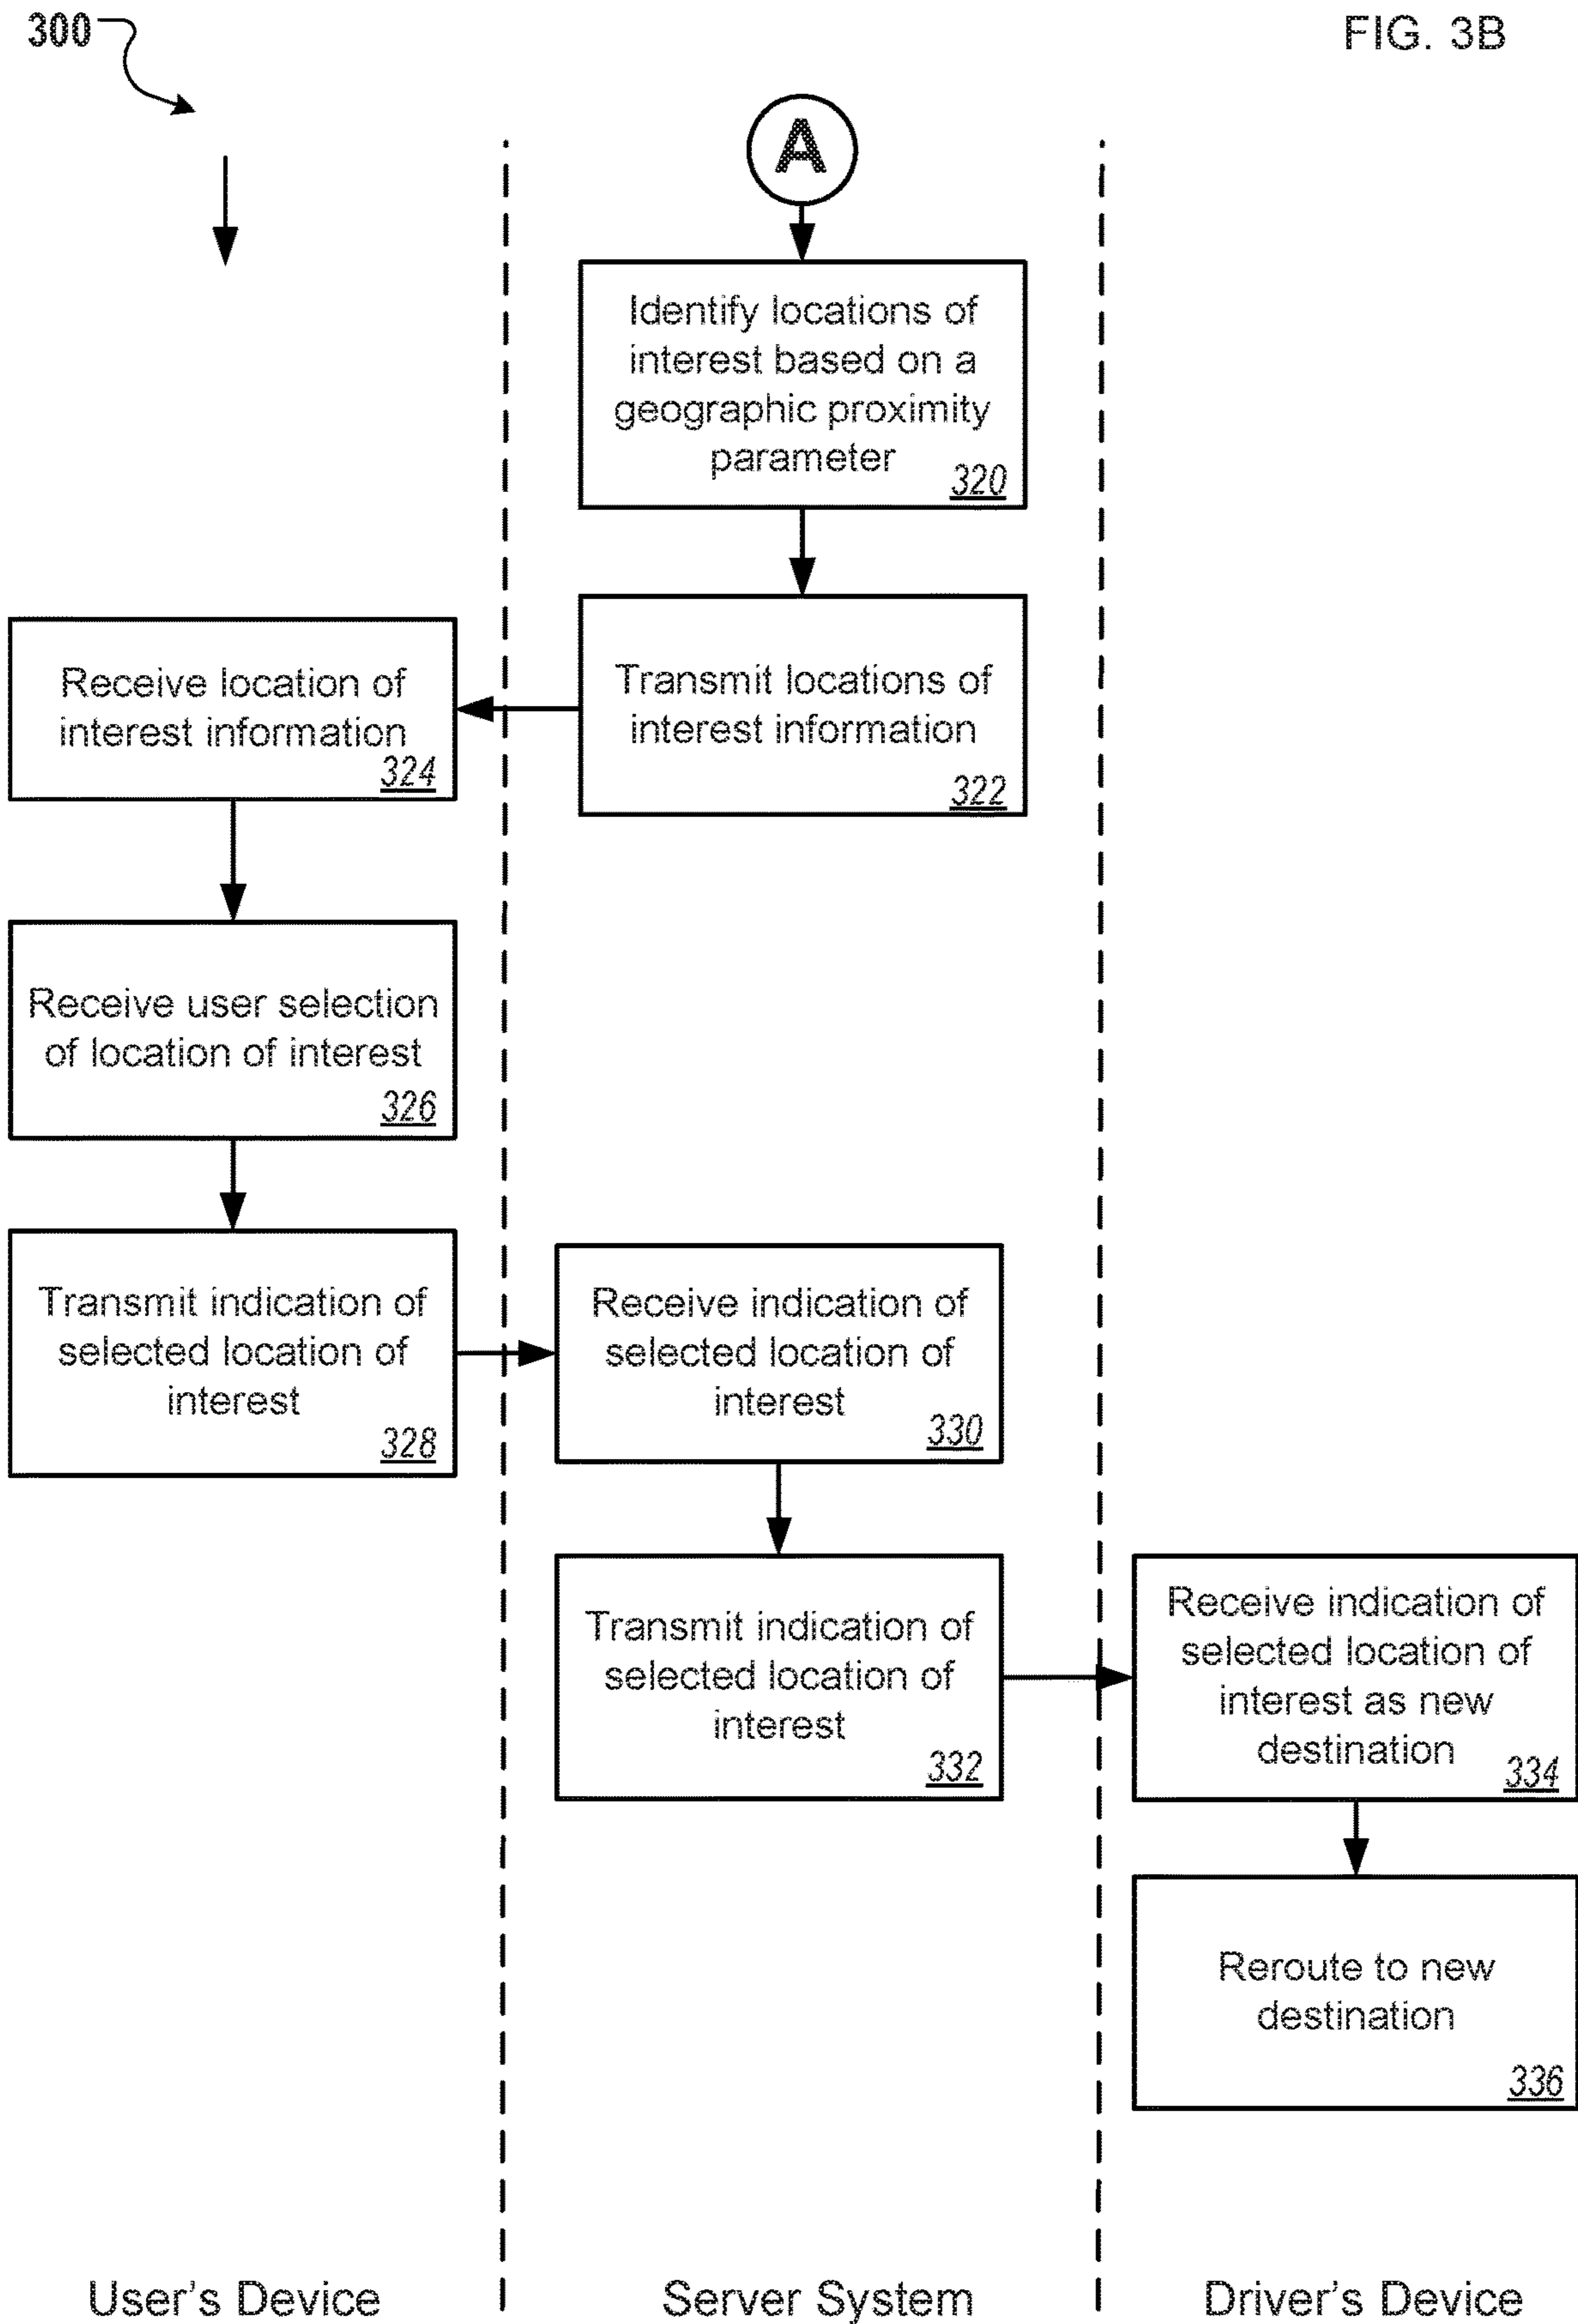 300
FIG. 3B
A
Identify locations of
interest based on a
geographic proximity
parameter
320
Transmit locations of
interest information
322
Receive location of
interest information
324
Receive user selection
of location of interest
326
Transmit indication of
selected location of
interest
328
Receive indication of
selected location of
interest
330
Transmit indication of
selected location of
interest
332
Receive indication of
selected location of
interest as new
destination
334
Reroute to new
destination
336
User's Device
Server System
Driver's Device